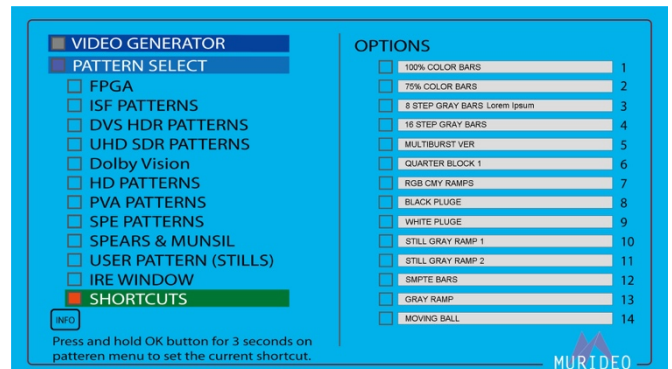 VIDEO GENERATOR
PATTERN SELECT
FPGA
ISF PATTERNS
DVS HDR PATTERNS
UHD SDR PATTERNS
Dolby Vision
HD PATTERNS
PVA PATTERNS
SPE PATTERNS
SPEARS & MUNSIL
USER PATTERN (STILLS)
IRE WINDOW
SHORTCUTS
INFO
Press and hold OK button for 3 seconds on
patteren menu to set the current shortcut.
OPTIONS
100% COLOR BARS 1
75% COLOR BARS 2
8 STEP GRAY BARS Lorem Ipsum 3
16 STEP GRAY BARS 4
MULTIBURST VER 5
QUARTER BLOCK 1 6
RGB CMY RAMPS 7
BLACK PLUGE 8
WHITE PLUGE 9
STILL GRAY RAMP 1 10
STILL GRAY RAMP 2 11
SMPTE BARS 12
GRAY RAMP 13
MOVING BALL 14
MURIDEO